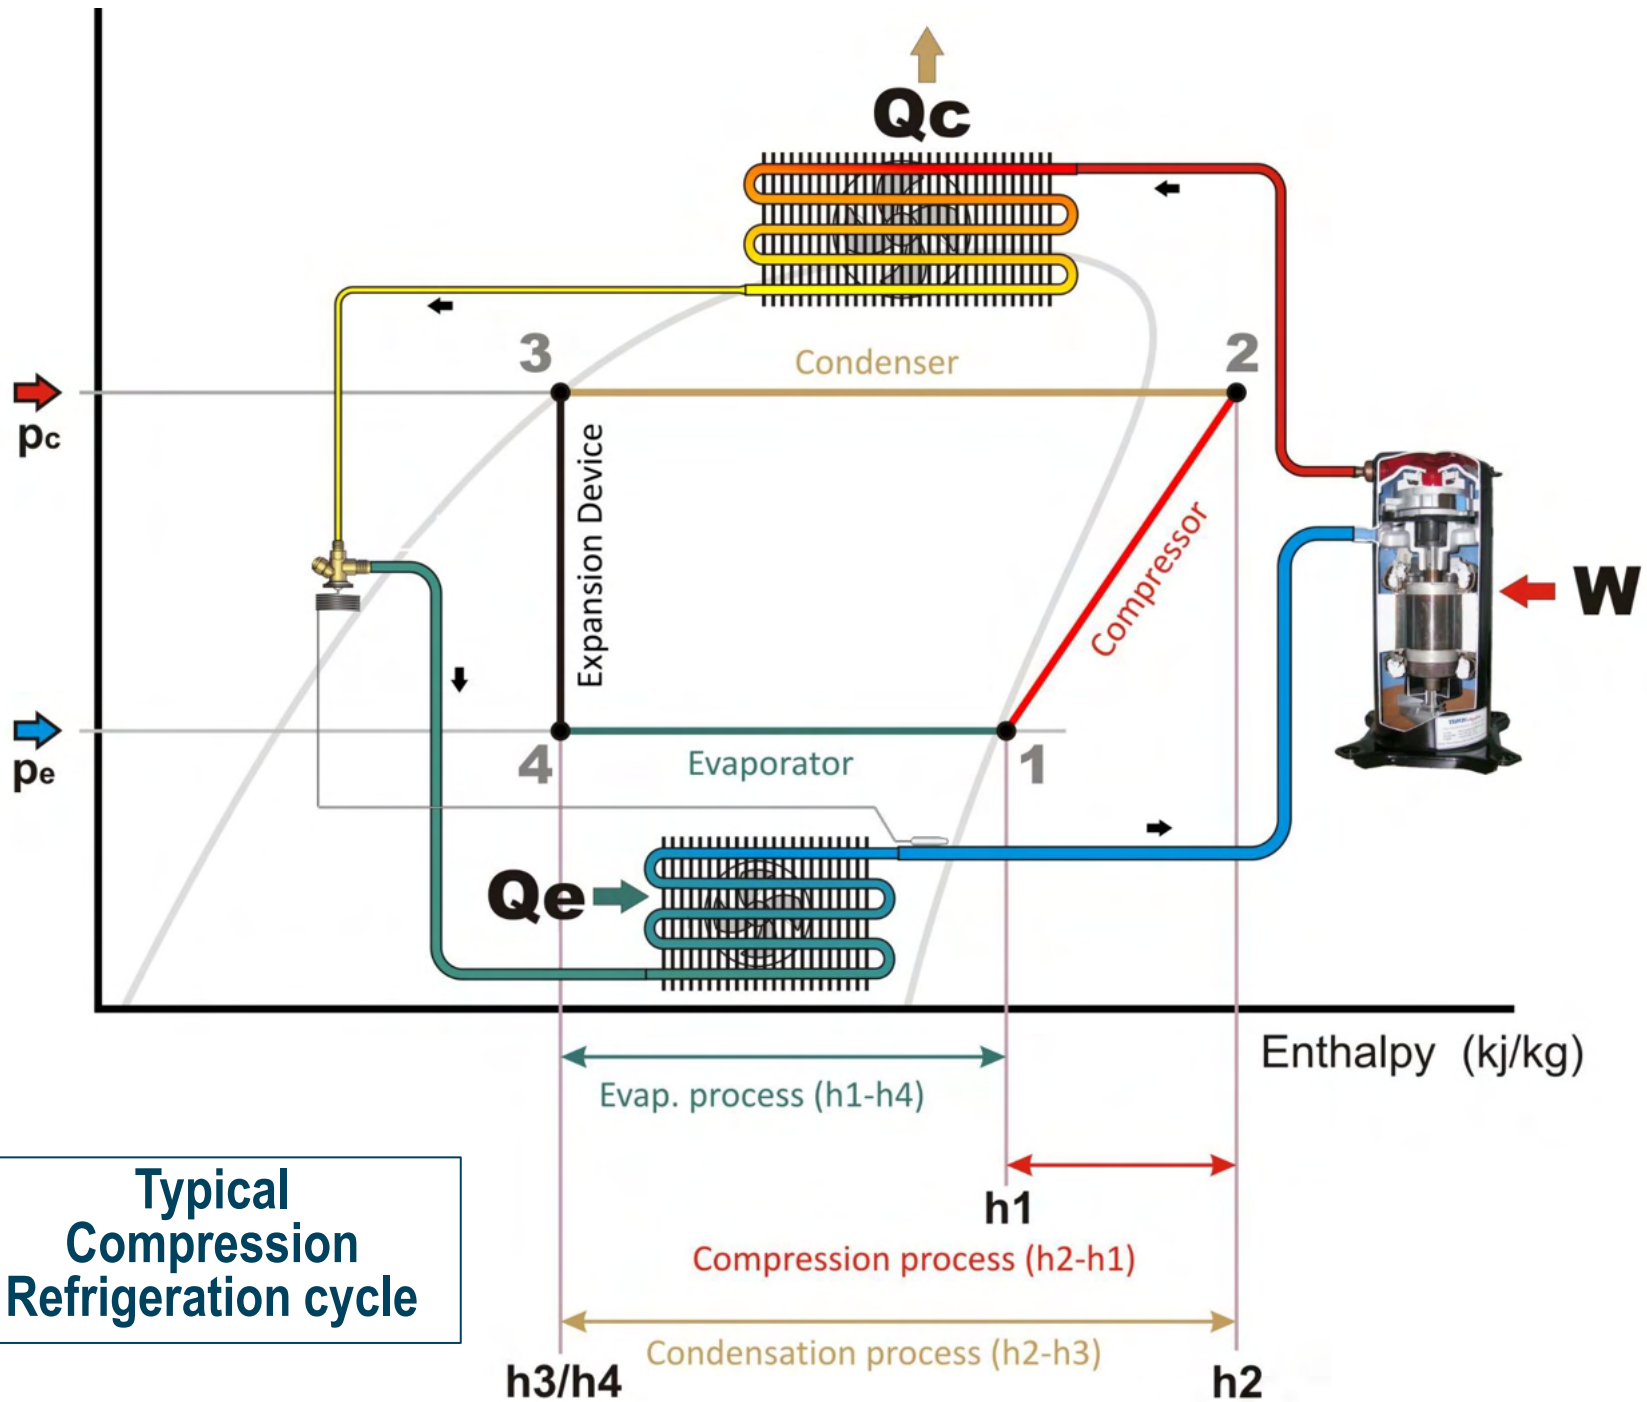 Qc
3
Condenser
2
pc
Expansion Device
Compressor
W
pe
4
Evaporator
1
Qe
Enthalpy (kj/kg)
Evap. process (h1-h4)
h1
Compression process (h2-h1)
Typical
Compression
Refrigeration cycle
Condensation process (h2-h3)
h3/h4
h2